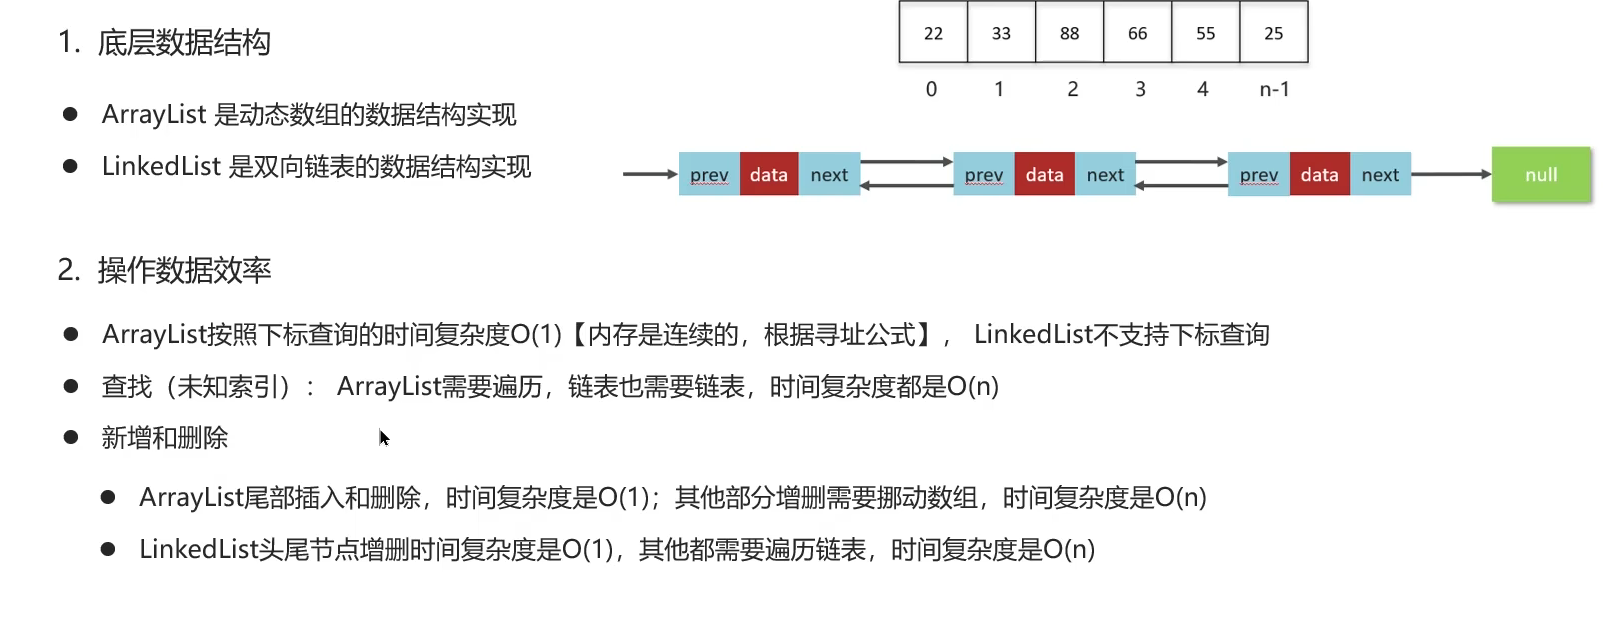 1. 底层数据结构
22 33 88 66 55 25
0 1 2 3 4 n-1
● ArrayList 是动态数组的数据结构实现
● LinkedList 是双向链表的数据结构实现
prev data next prev data next prev data next null
2. 操作数据效率
● ArrayList按照下标查询的时间复杂度O(1)【内存是连续的，根据寻址公式】， LinkedList不支持下标查询
● 查找（未知索引）： ArrayList需要遍历，链表也需要链表，时间复杂度都是O(n)
● 新增和删除
● ArrayList尾部插入和删除，时间复杂度是O(1)；其他部分增删需要挪动数组，时间复杂度是O(n)
● LinkedList头尾节点增删时间复杂度是O(1)，其他都需要遍历链表，时间复杂度是O(n)